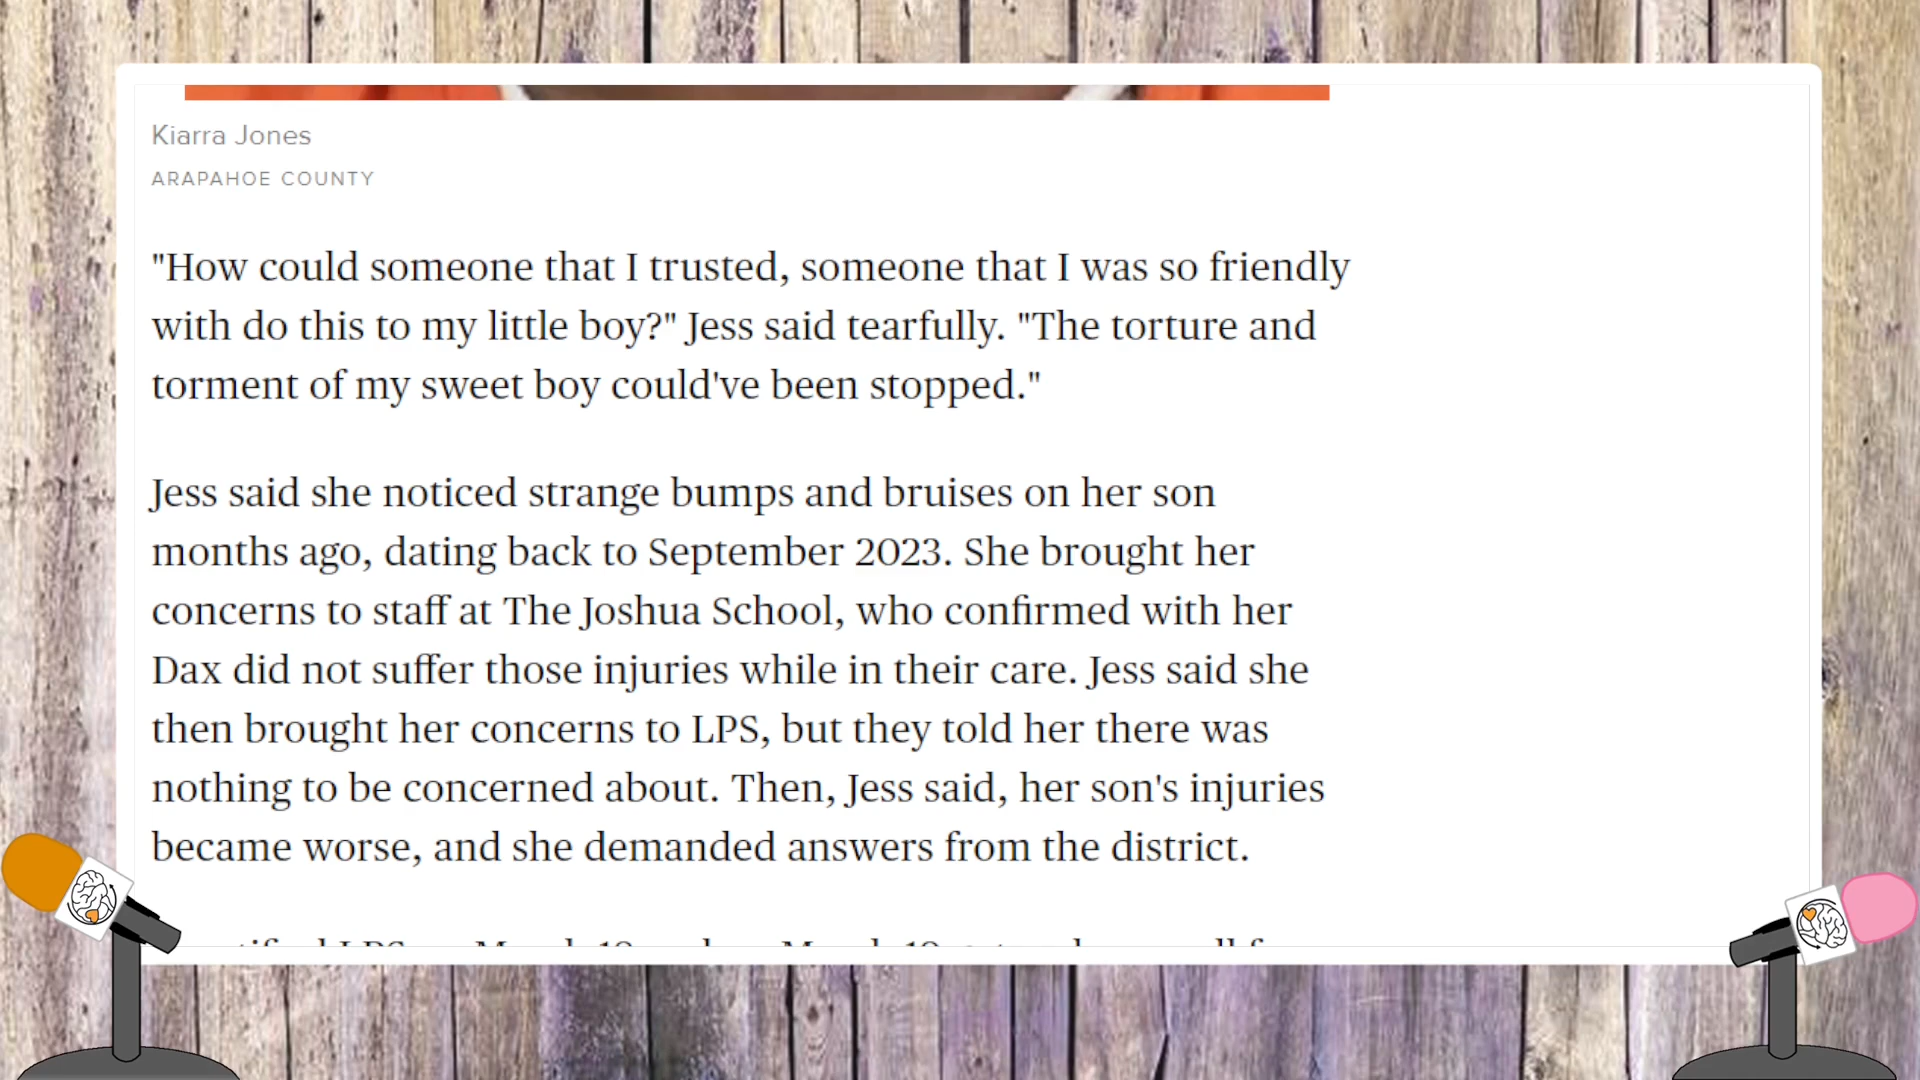 Kiarra Jones
ARAPAHOE COUNTY
"How could someone that I trusted, someone that I was so friendly
with do this to my little boy?" Jess said tearfully. "The torture and
torment of my sweet boy could've been stopped."
Jess said she noticed strange bumps and bruises on her son
months ago, dating back to September 2023. She brought her
concerns to staff at The Joshua School, who confirmed with her
Dax did not suffer those injuries while in their care. Jess said she
then brought her concerns to LPS, but they told her there was
nothing to be concerned about. Then, Jess said, her son's injuries
became worse, and she demanded answers from the district.